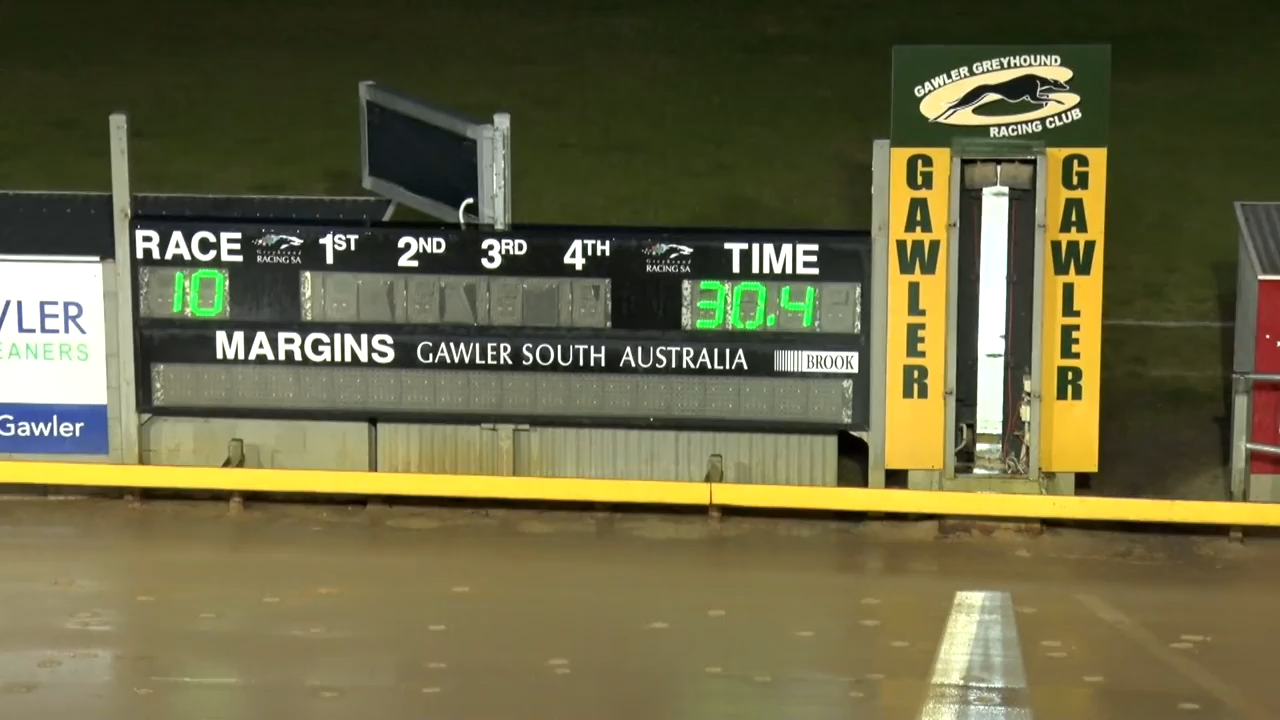 GAWLER GREYHOUND
RACING CLUB
GAWLER
GAWLER
RACE
Greyhound
RACING SA
1ST 2ND 3RD 4TH
Greyhound
RACING SA
TIME
10
30.4
MARGINS GAWLER SOUTH AUSTRALIA BROOK
WLER
EANERS
Gawler